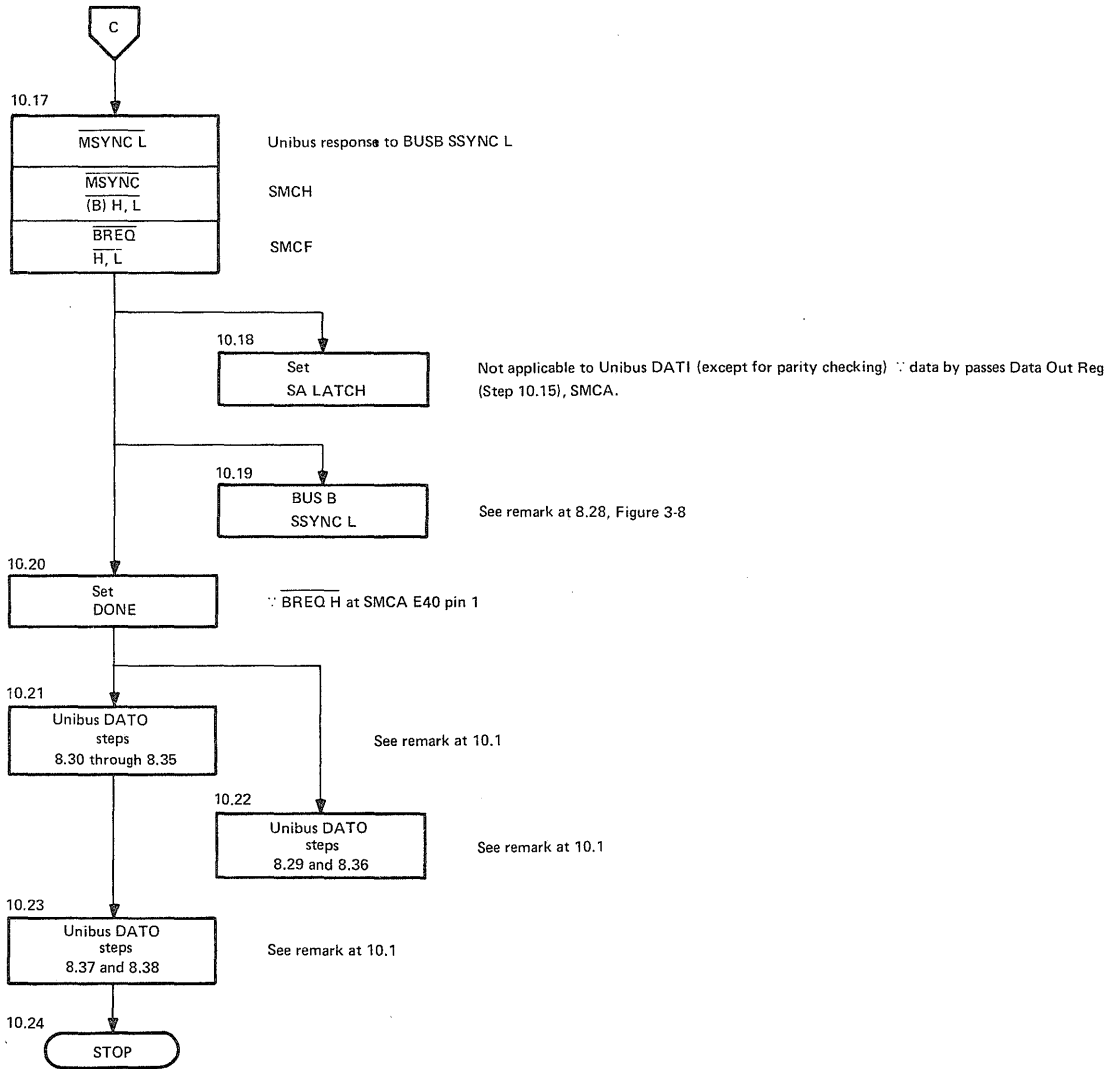 C
10.17
MSYNC L
Unibus response to BUSB SSYNC L
MSYNC
(B) H, L
SMCH
BREQ
H, L
SMCF
10.18
Set
SA LATCH
Not applicable to Unibus DATI (except for parity checking) ∵ data by passes Data Out Reg
(Step 10.15), SMCA.
10.19
BUS B
SSYNC L
See remark at 8.28, Figure 3-8
10.20
Set
DONE
∵ BREQ H at SMCA E40 pin 1
10.21
Unibus DATO
steps
8.30 through 8.35
See remark at 10.1
10.22
Unibus DATO
steps
8.29 and 8.36
See remark at 10.1
10.23
Unibus DATO
steps
8.37 and 8.38
See remark at 10.1
10.24
STOP